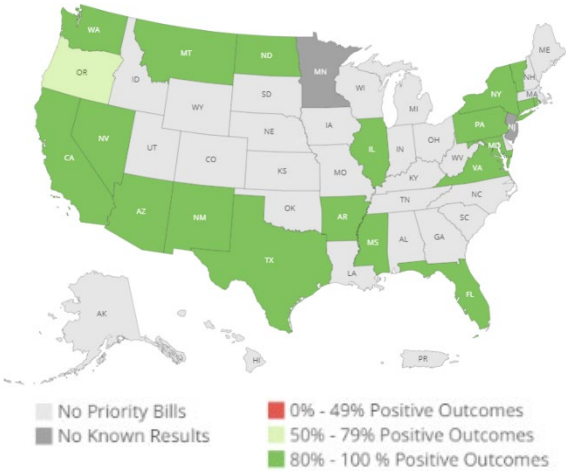 WA
MT
ND
MN
ME
OR
ID
WY
SD
WI
MI
NY
NH
MA
NV
UT
CO
NE
IA
IL
IN
OH
PA
NJ
MD
CA
KS
MO
KY
WV
VA
AZ
NM
OK
AR
TN
NC
SC
TX
LA
MS
AL
GA
FL
AK
HI
PR
No Priority Bills
No Known Results
0% - 49% Positive Outcomes
50% - 79% Positive Outcomes
80% - 100 % Positive Outcomes